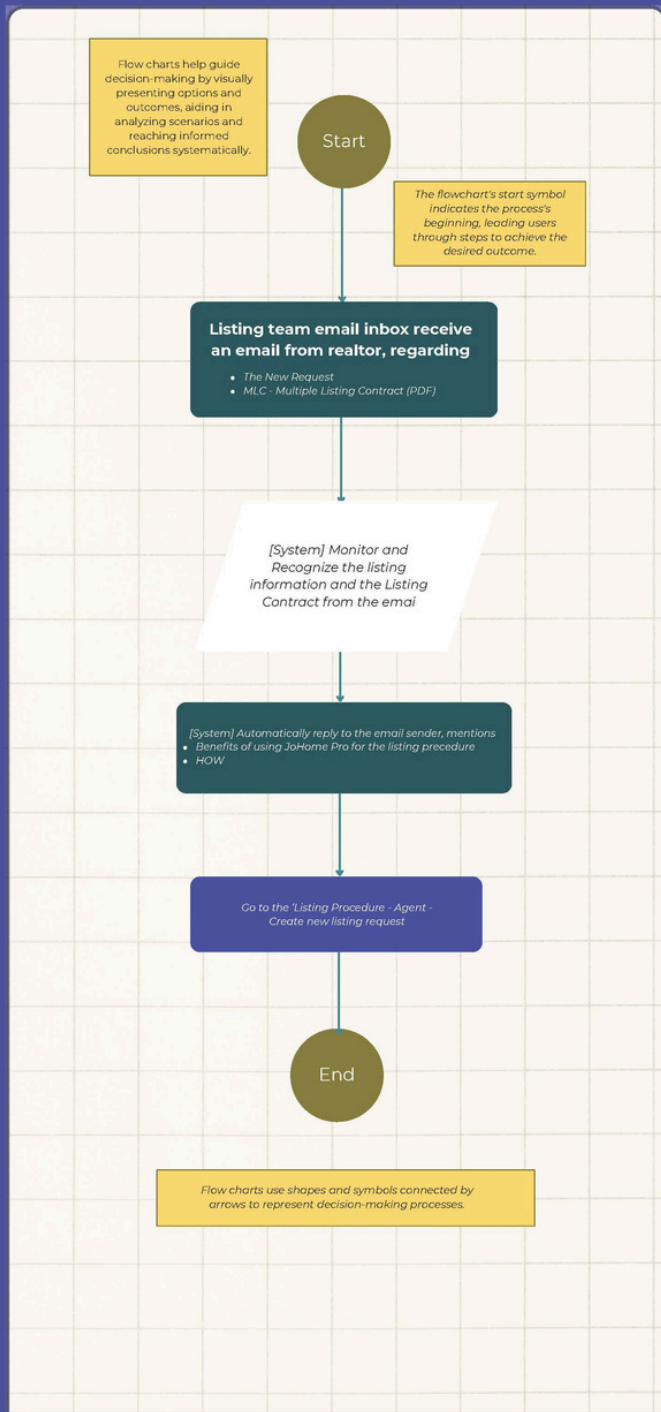 Flow charts help guide
decision-making by visually
presenting options and
outcomes, aiding in
analyzing scenarios and
reaching informed
conclusions systematically.
Start
The flowchart's start symbol
indicates the process's
beginning, leading users
through steps to achieve the
desired outcome.
Listing team email inbox receive
an email from realtor, regarding
• The New Request
• MLC - Multiple Listing Contract (PDF)
[System] Monitor and
Recognize the listing
information and the Listing
Contract from the emai
[System] Automatically reply to the email sender, mentions
• Benefits of using JoHome Pro for the listing precedure
• HOW
Go to the 'Listing Procedure - Agent -
Create new listing request
End
Flow charts use shapes and symbols connected by
arrows to represent decision-making processes.